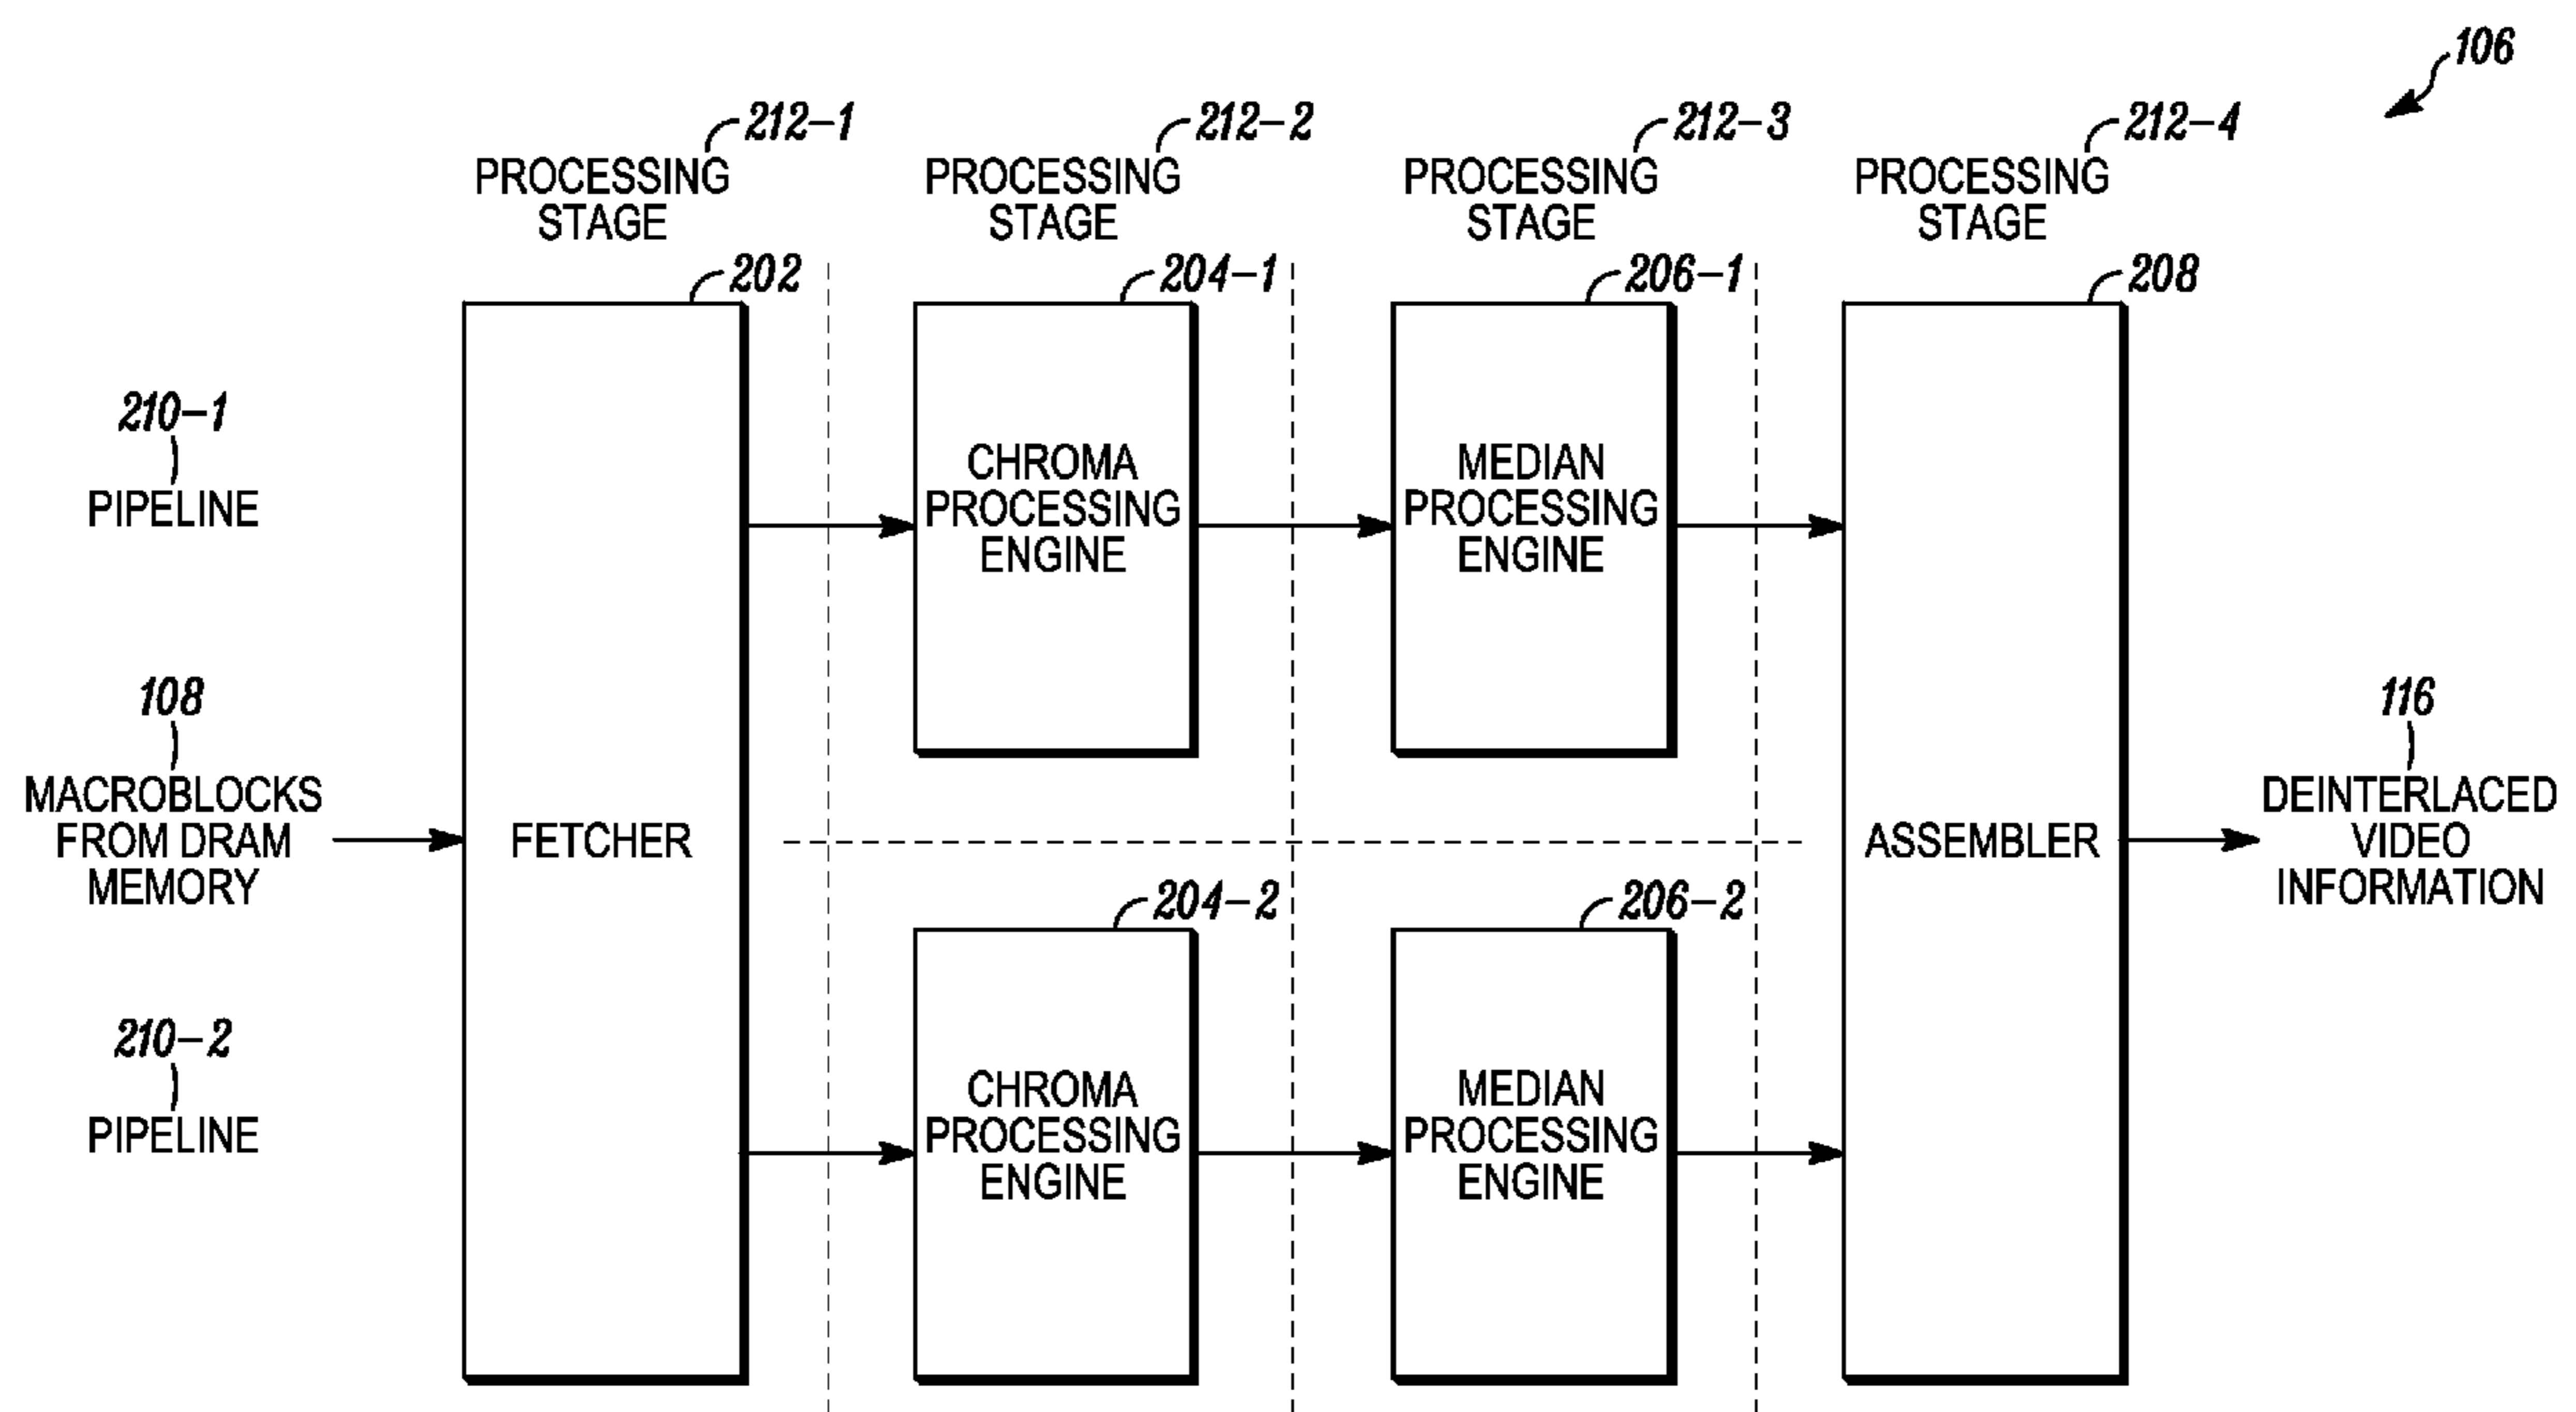 106
212-1
PROCESSING
STAGE
212-2
PROCESSING
STAGE
212-3
PROCESSING
STAGE
212-4
PROCESSING
STAGE
202
204-1
206-1
208
210-1
PIPELINE
CHROMA
PROCESSING
ENGINE
MEDIAN
PROCESSING
ENGINE
108
MACROBLOCKS
FROM DRAM
MEMORY
FETCHER
ASSEMBLER
116
DEINTERLACED
VIDEO
INFORMATION
204-2
206-2
210-2
PIPELINE
CHROMA
PROCESSING
ENGINE
MEDIAN
PROCESSING
ENGINE